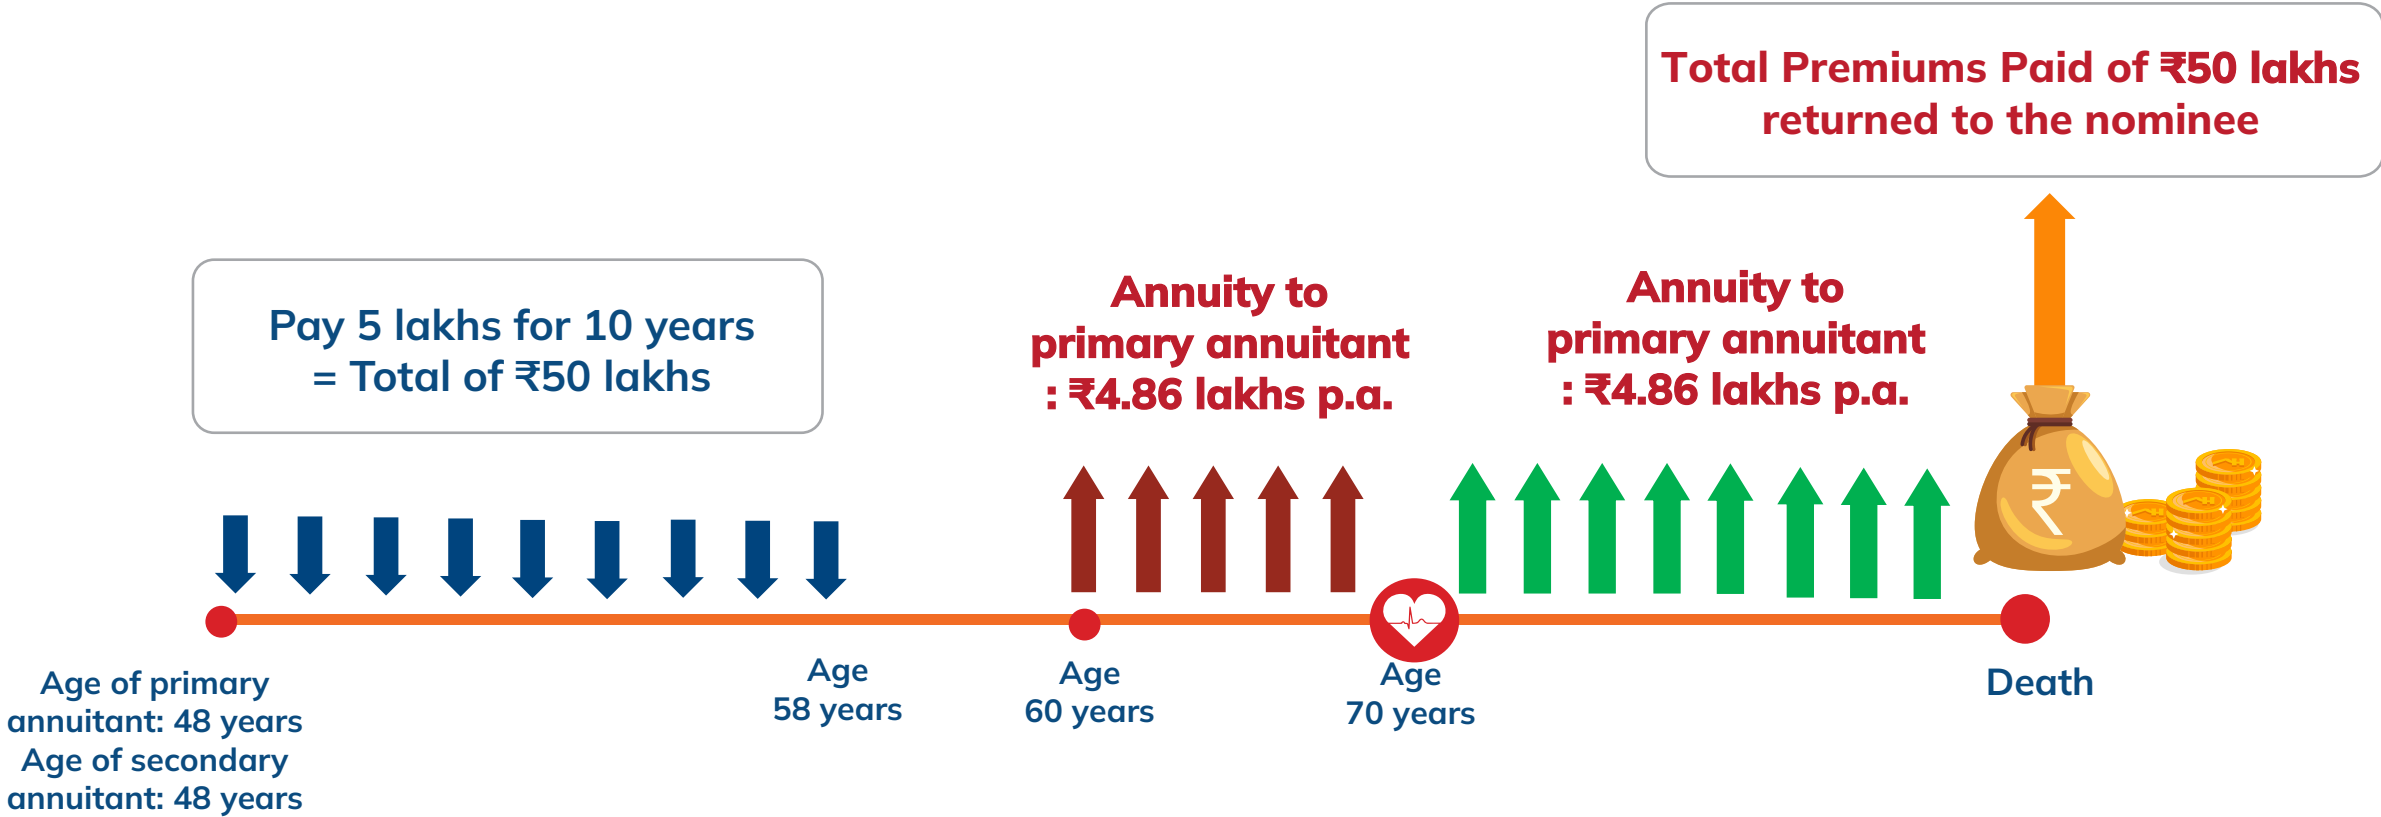 Total Premiums Paid of ₹50 lakhs
returned to the nominee
Pay 5 lakhs for 10 years
= Total of ₹50 lakhs
Annuity to
primary annuitant
: ₹4.86 lakhs p.a.
Annuity to
primary annuitant
: ₹4.86 lakhs p.a.
₹
Age of primary
annuitant: 48 years
Age of secondary
annuitant: 48 years
Age
58 years
Age
60 years
Age
70 years
Death